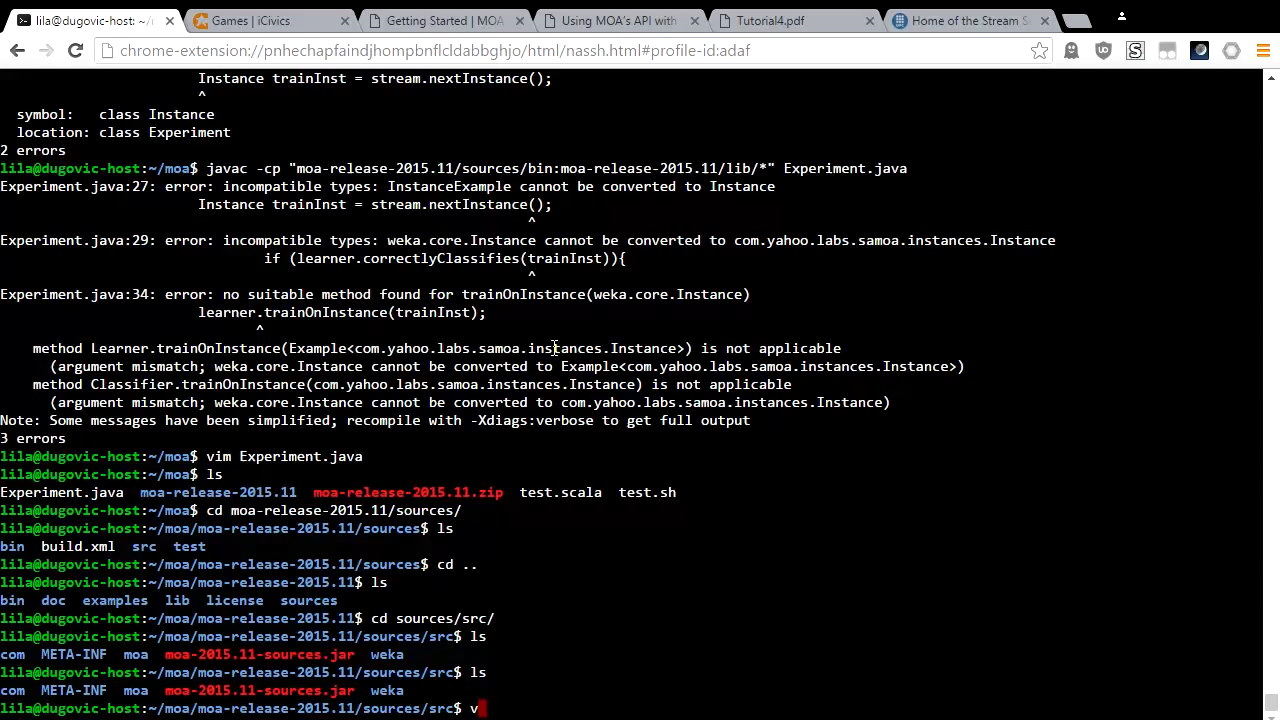 lila@dugovic-host: ~/
Games | iCivics
Getting Started | MOA
Using MOA's API with
Tutorial4.pdf
Home of the Stream S
chrome-extension://pnhechapfaindjhompbnflcldabbghjo/html/nassh.html#profile-id:adaf
Instance trainInst = stream.nextInstance();
^
symbol: class Instance
location: class Experiment
2 errors
lila@dugovic-host:~/moa$ javac -cp "moa-release-2015.11/sources/bin:moa-release-2015.11/lib/*" Experiment.java
Experiment.java:27: error: incompatible types: InstanceExample cannot be converted to Instance
Instance trainInst = stream.nextInstance();
^
Experiment.java:29: error: incompatible types: weka.core.Instance cannot be converted to com.yahoo.labs.samoa.instances.Instance
if (learner.correctlyClassifies(trainInst)){
^
Experiment.java:34: error: no suitable method found for trainOnInstance(weka.core.Instance)
learner.trainOnInstance(trainInst);
^
method Learner.trainOnInstance(Example<com.yahoo.labs.samoa.instances.Instance>) is not applicable
(argument mismatch; weka.core.Instance cannot be converted to Example<com.yahoo.labs.samoa.instances.Instance>)
method Classifier.trainOnInstance(com.yahoo.labs.samoa.instances.Instance) is not applicable
(argument mismatch; weka.core.Instance cannot be converted to com.yahoo.labs.samoa.instances.Instance)
Note: Some messages have been simplified; recompile with -Xdiags:verbose to get full output
3 errors
lila@dugovic-host:~/moa$ vim Experiment.java
lila@dugovic-host:~/moa$ ls
Experiment.java moa-release-2015.11 moa-release-2015.11.zip test.scala test.sh
lila@dugovic-host:~/moa$ cd moa-release-2015.11/sources/
lila@dugovic-host:~/moa/moa-release-2015.11/sources$ ls
bin build.xml src test
lila@dugovic-host:~/moa/moa-release-2015.11/sources$ cd ..
lila@dugovic-host:~/moa/moa-release-2015.11$ ls
bin doc examples lib license sources
lila@dugovic-host:~/moa/moa-release-2015.11$ cd sources/src/
lila@dugovic-host:~/moa/moa-release-2015.11/sources/src$ ls
com META-INF moa moa-2015.11-sources.jar weka
lila@dugovic-host:~/moa/moa-release-2015.11/sources/src$ ls
com META-INF moa moa-2015.11-sources.jar weka
lila@dugovic-host:~/moa/moa-release-2015.11/sources/src$ v